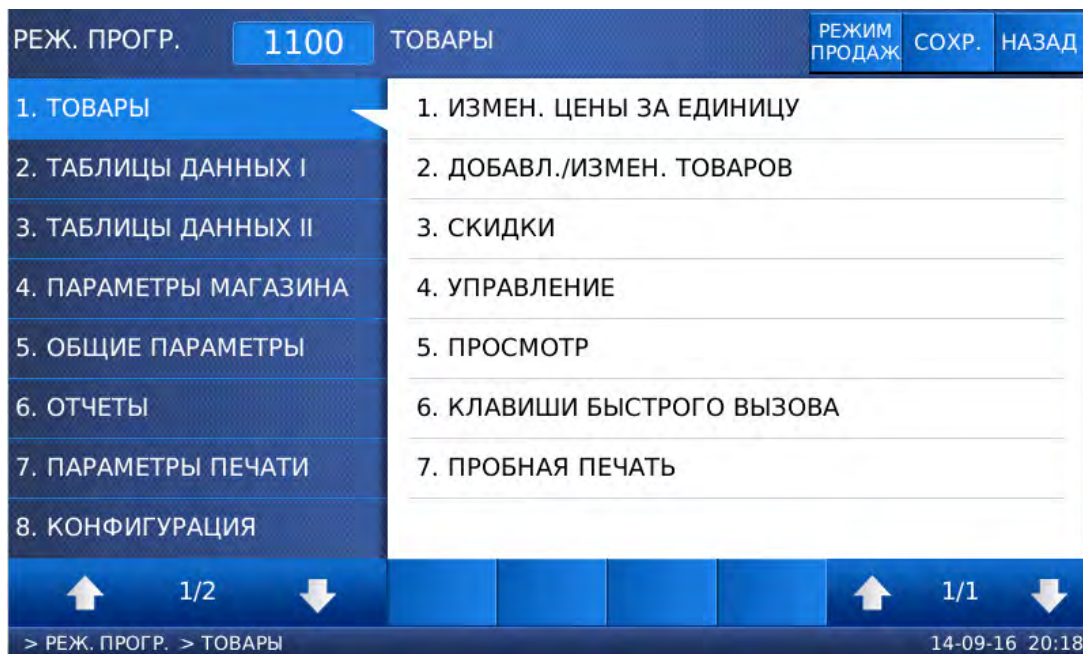 РЕЖ. ПРОГР. 1100 ТОВАРЫ РЕЖИМ ПРОДАЖ СОХР. НАЗАД
1. ТОВАРЫ
2. ТАБЛИЦЫ ДАННЫХ I
3. ТАБЛИЦЫ ДАННЫХ II
4. ПАРАМЕТРЫ МАГАЗИНА
5. ОБЩИЕ ПАРАМЕТРЫ
6. ОТЧЕТЫ
7. ПАРАМЕТРЫ ПЕЧАТИ
8. КОНФИГУРАЦИЯ
1. ИЗМЕН. ЦЕНЫ ЗА ЕДИНИЦУ
2. ДОБАВЛ./ИЗМЕН. ТОВАРОВ
3. СКИДКИ
4. УПРАВЛЕНИЕ
5. ПРОСМОТР
6. КЛАВИШИ БЫСТРОГО ВЫЗОВА
7. ПРОБНАЯ ПЕЧАТЬ
1/2 1/1
> РЕЖ. ПРОГР. > ТОВАРЫ 14-09-16 20:18